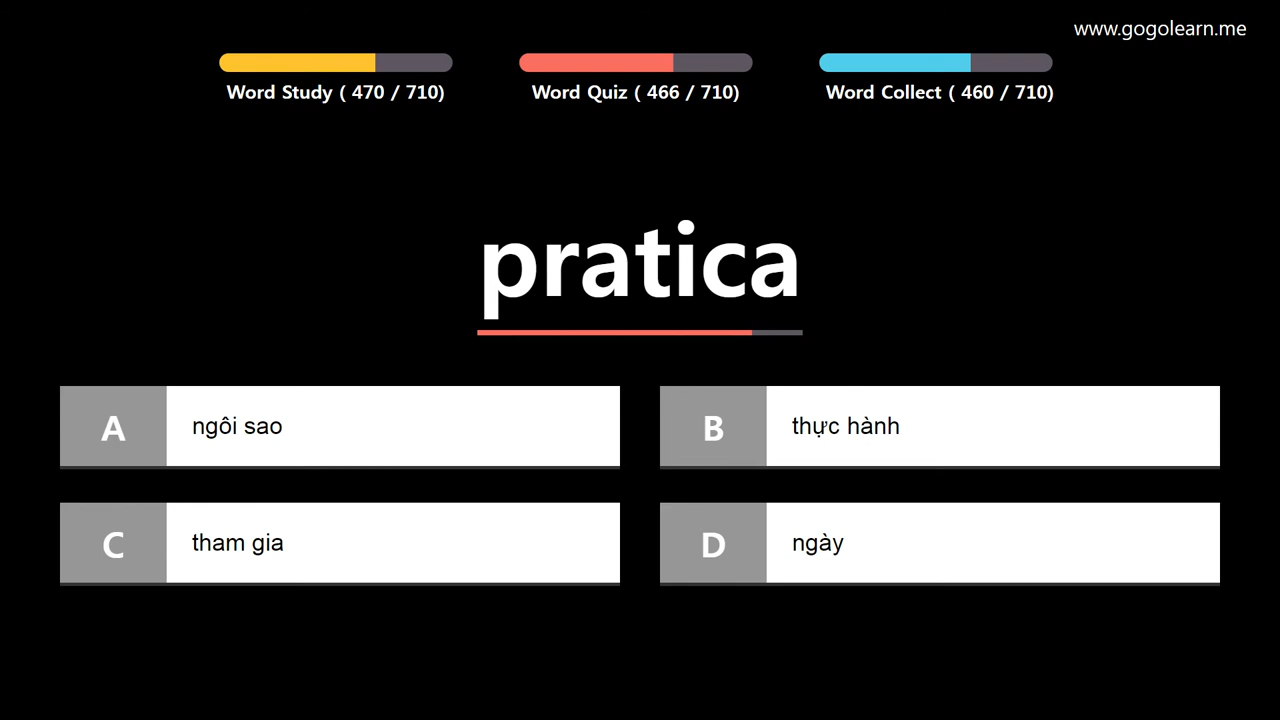 www.gogolearn.me
Word Study ( 470 / 710)
Word Quiz ( 466 / 710)
Word Collect ( 460 / 710)
pratica
A ngôi sao
B thực hành
C tham gia
D ngày